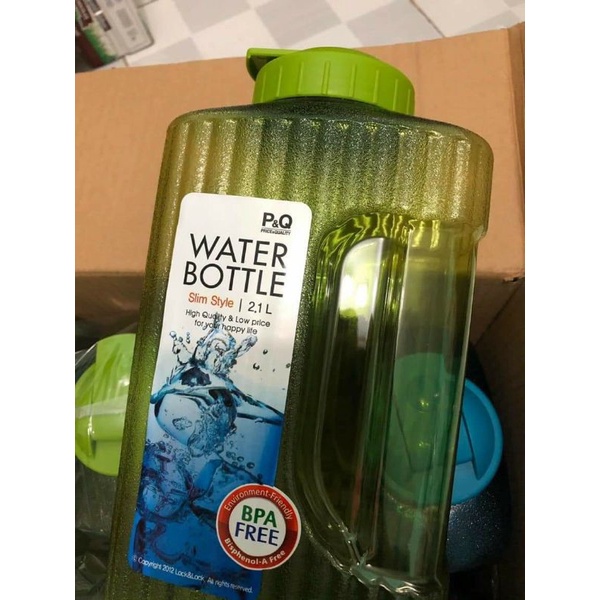 P&Q
PRICE&QUALITY
WATER
BOTTLE
Slim Style | 2,1 L
High Quality & Low price
for your happy life
Environment-Friendly
BPA
FREE
Bisphenol-A Free
© Copyright 2012 Lock&Lock. All rights reserved.